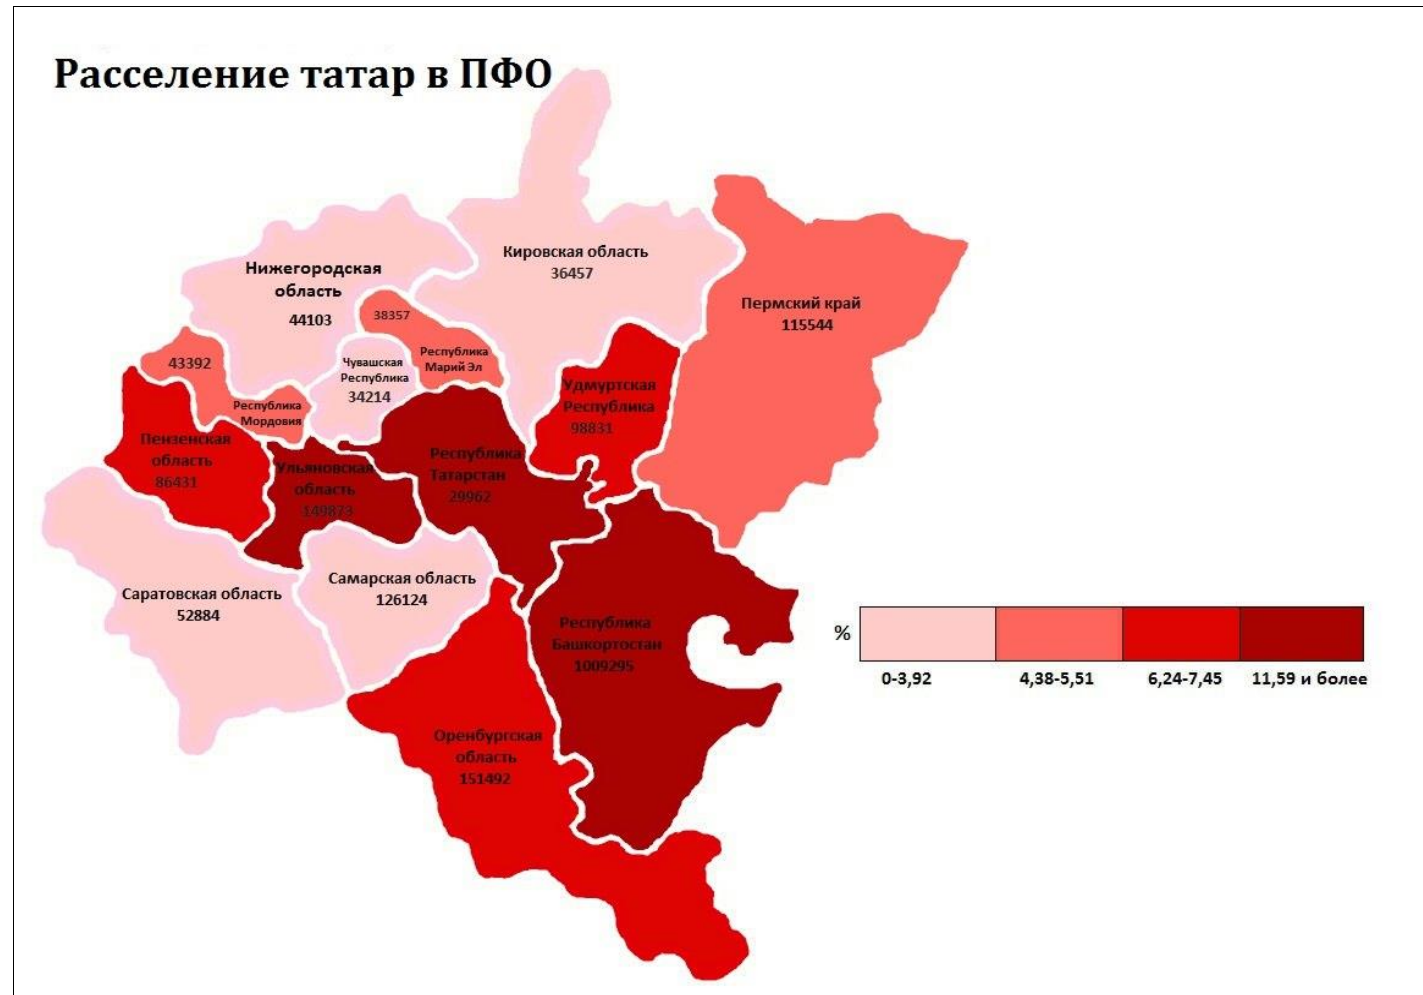 Расселение татар в ПФО
Кировская область
36457
Нижегородская
область
44103
Пермский край
115544
38357
Республика
Марий Эл
43392
Республика
Мордовия
Чувашская
Республика
34214
Удмуртская
Республика
98831
Пензенская
область
86431
Ульяновская
область
149873
Республика
Татарстан
29962
Саратовская область
52884
Самарская область
126124
Республика
Башкортостан
1009295
Оренбургская
область
151492
%
0-3,92
4,38-5,51
6,24-7,45
11,59 и более